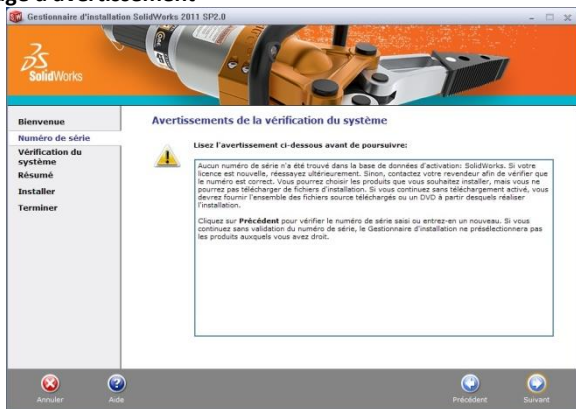 ge d'avertissement
Gestionnaire d'installation SolidWorks 2011 SP2.0
SolidWorks
Bienvenue
Numéro de série
Vérification du
système
Résumé
Installer
Terminer
Avertissements de la vérification du système
Lisez l'avertissement ci-dessous avant de poursuivre:
Aucun numéro de série n'a été trouvé dans la base de données d'activation: SolidWorks. Si votre
licence est nouvelle, réessayez ultérieurement. Sinon, contactez votre revendeur afin de vérifier que
le numéro est correct. Vous pourrez choisir les produits que vous souhaitez installer, mais vous ne
pourrez pas télécharger de fichiers d'installation. Si vous continuez sans téléchargement activé, vous
devrez fournir l'ensemble des fichiers source téléchargés ou un DVD à partir desquels réaliser
l'installation.
Cliquez sur Précédent pour vérifier le numéro de série saisi ou entrez-en un nouveau. Si vous
continuez sans validation du numéro de série, le Gestionnaire d'installation ne présélectionnera pas
les produits auxquels vous avez droit.
Annuler
Aide
Précédent
Suivant